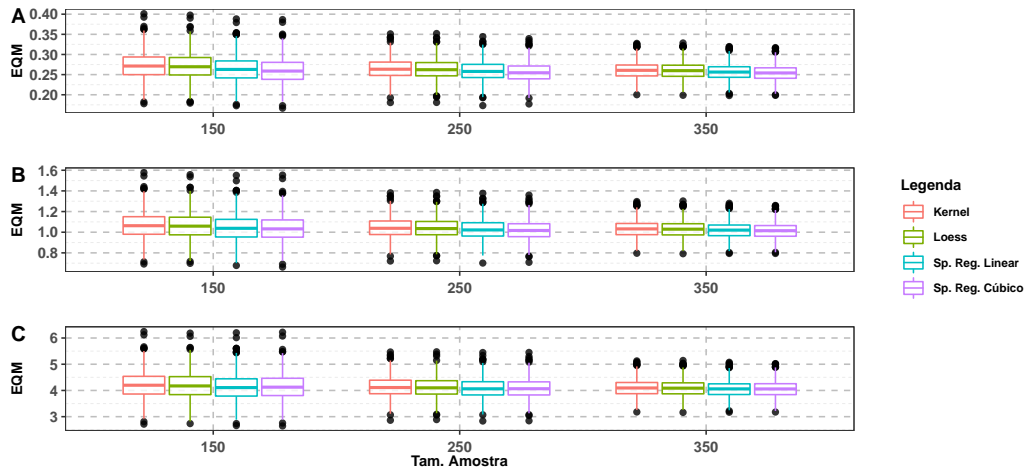 A
EQM
0.40
0.35
0.30
0.25
0.20
150
250
350
B
EQM
1.6
1.4
1.2
1.0
0.8
150
250
350
C
EQM
6
5
4
3
150
250
350
Tam. Amostra
Legenda
Kernel
Loess
Sp. Reg. Linear
Sp. Reg. Cúbico